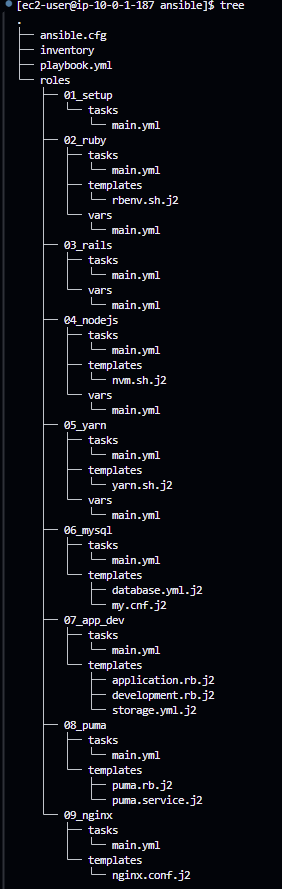 [ec2-user@ip-10-0-1-187 ansible]$ tree
.
├── ansible.cfg
├── inventory
├── playbook.yml
└── roles
    ├── 01_setup
    │   └── tasks
    │       └── main.yml
    ├── 02_ruby
    │   ├── tasks
    │   │   └── main.yml
    │   ├── templates
    │   │   └── rbenv.sh.j2
    │   └── vars
    │       └── main.yml
    ├── 03_rails
    │   ├── tasks
    │   │   └── main.yml
    │   └── vars
    │       └── main.yml
    ├── 04_nodejs
    │   ├── tasks
    │   │   └── main.yml
    │   ├── templates
    │   │   └── nvm.sh.j2
    │   └── vars
    │       └── main.yml
    ├── 05_yarn
    │   ├── tasks
    │   │   └── main.yml
    │   ├── templates
    │   │   └── yarn.sh.j2
    │   └── vars
    │       └── main.yml
    ├── 06_mysql
    │   ├── tasks
    │   │   └── main.yml
    │   └── templates
    │       ├── database.yml.j2
    │       └── my.cnf.j2
    ├── 07_app_dev
    │   ├── tasks
    │   │   └── main.yml
    │   └── templates
    │       ├── application.rb.j2
    │       ├── development.rb.j2
    │       └── storage.yml.j2
    ├── 08_puma
    │   ├── tasks
    │   │   └── main.yml
    │   └── templates
    │       ├── puma.rb.j2
    │       └── puma.service.j2
    └── 09_nginx
        ├── tasks
        │   └── main.yml
        └── templates
            └── nginx.conf.j2